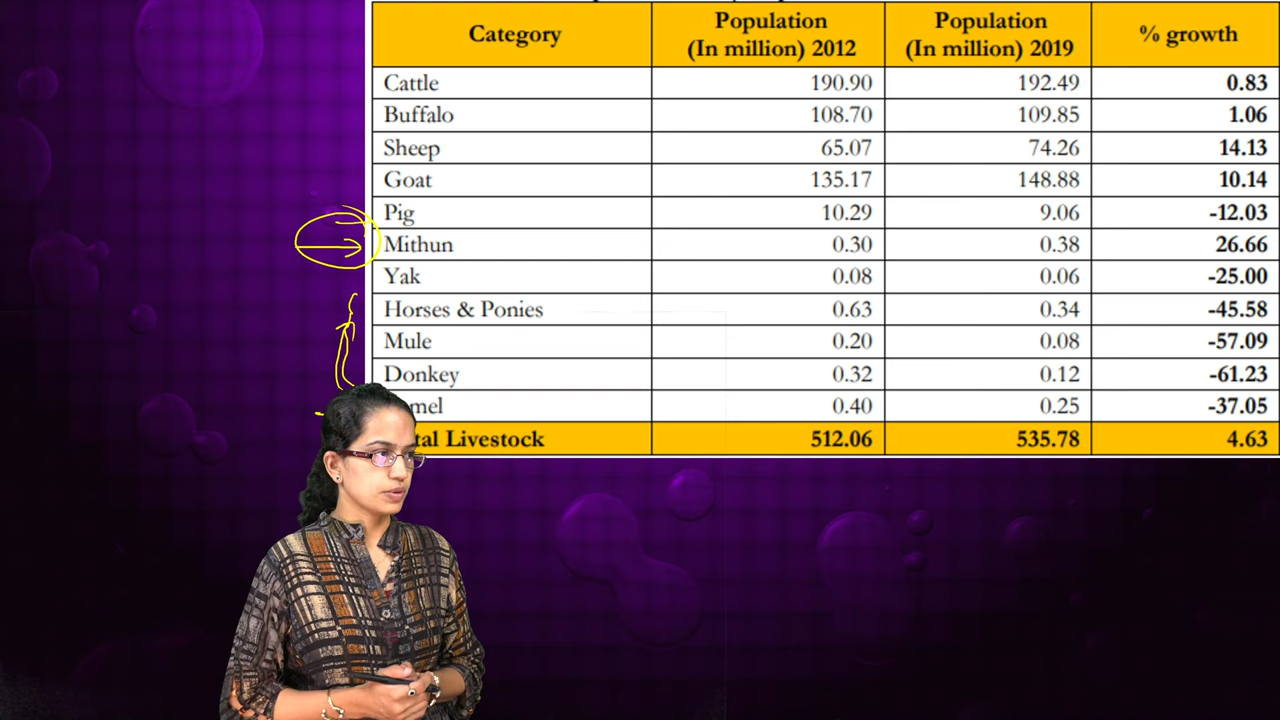 Category Population (In million) 2012 Population (In million) 2019 % growth
Cattle 190.90 192.49 0.83
Buffalo 108.70 109.85 1.06
Sheep 65.07 74.26 14.13
Goat 135.17 148.88 10.14
Pig 10.29 9.06 -12.03
Mithun 0.30 0.38 26.66
Yak 0.08 0.06 -25.00
Horses & Ponies 0.63 0.34 -45.58
Mule 0.20 0.08 -57.09
Donkey 0.32 0.12 -61.23
mel 0.40 0.25 -37.05
tal Livestock 512.06 535.78 4.63